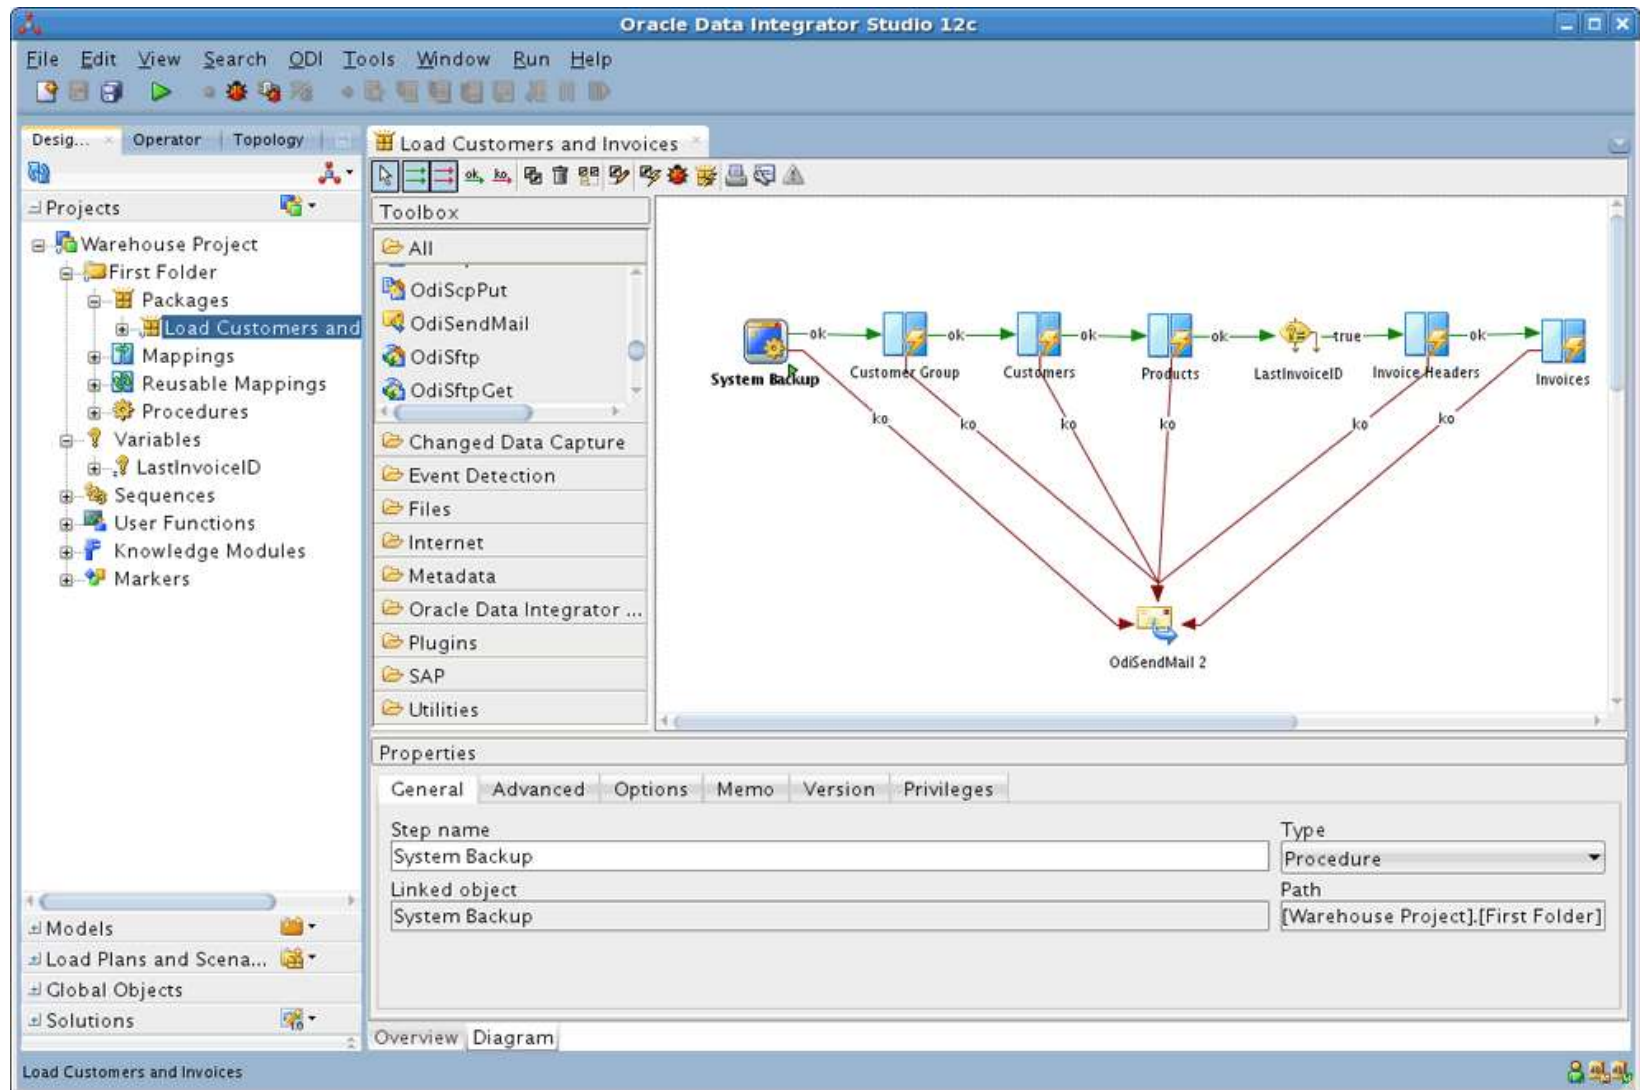 Oracle Data Integrator Studio 12c
File Edit View Search ODI Tools Window Run Help
Desig... Operator Topology
Load Customers and Invoices
ok ko
Projects
Warehouse Project
First Folder
Packages
Load Customers and
Mappings
Reusable Mappings
Procedures
Variables
LastInvoiceID
Sequences
User Functions
Knowledge Modules
Markers
Models
Load Plans and Scena...
Global Objects
Solutions
Toolbox
All
OdiScpPut
OdiSendMail
OdiSftp
OdiSftpGet
Changed Data Capture
Event Detection
Files
Internet
Metadata
Oracle Data Integrator ...
Plugins
SAP
Utilities
ok ok ok ok true ok
System Backup Customer Group Customers Products LastInvoiceID Invoice Headers Invoices
ko ko ko ko ko ko
OdiSendMail 2
Properties
General Advanced Options Memo Version Privileges
Step name Type
System Backup Procedure
Linked object Path
System Backup [Warehouse Project].[First Folder]
Overview Diagram
Load Customers and Invoices